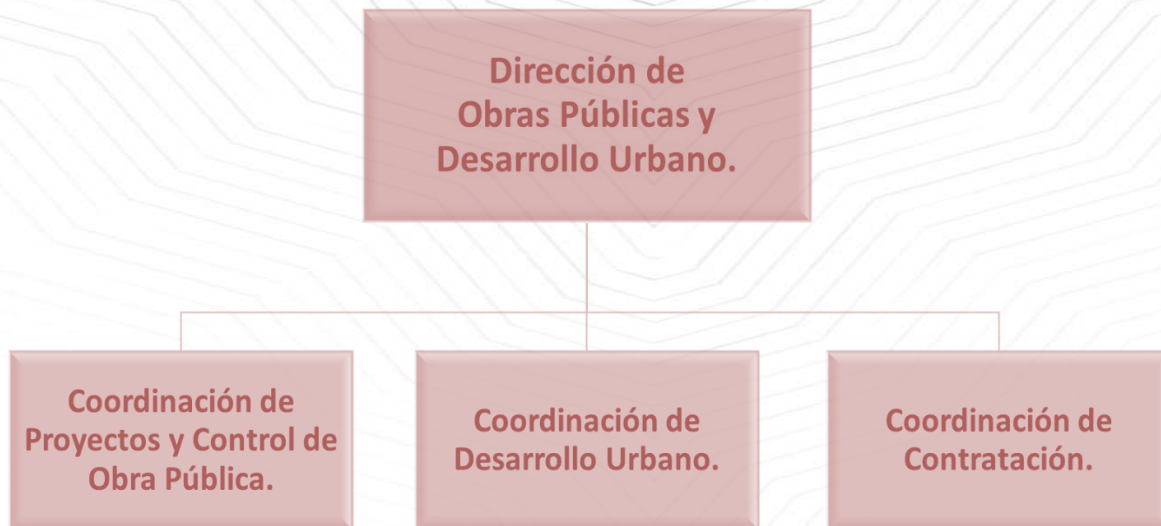 Dirección de
Obras Públicas y
Desarrollo Urbano.
Coordinación de
Proyectos y Control de
Obra Pública.
Coordinación de
Desarrollo Urbano.
Coordinación de
Contratación.